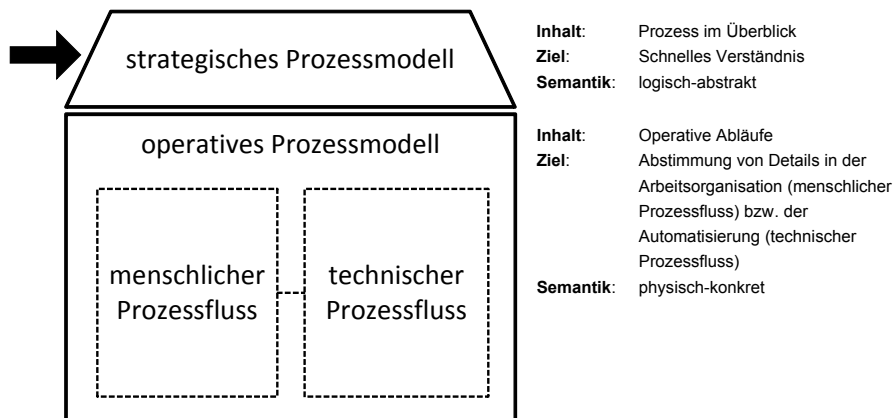 strategisches Prozessmodell
Inhalt: Prozess im Überblick
Ziel: Schnelles Verständnis
Semantik: logisch-abstrakt
operatives Prozessmodell
menschlicher
Prozessfluss
technischer
Prozessfluss
Inhalt: Operative Abläufe
Ziel: Abstimmung von Details in der
Arbeitsorganisation (menschlicher
Prozessfluss) bzw. der
Automatisierung (technischer
Prozessfluss)
Semantik: physisch-konkret